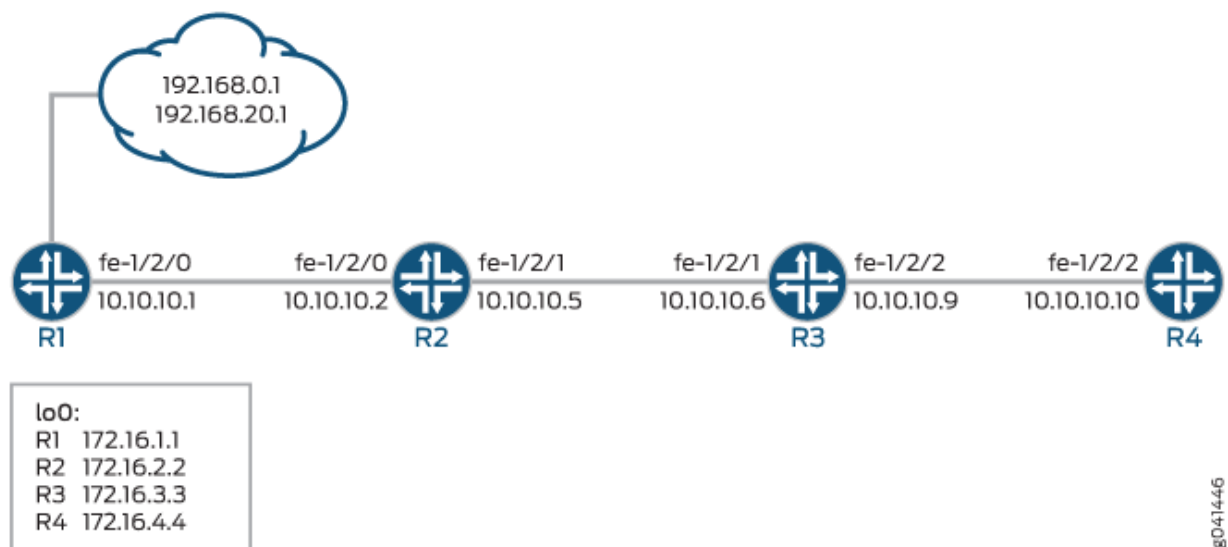 192.168.0.1
192.168.20.1
fe-1/2/0 fe-1/2/0 fe-1/2/1 fe-1/2/1 fe-1/2/2 fe-1/2/2
10.10.10.1 10.10.10.2 10.10.10.5 10.10.10.6 10.10.10.9 10.10.10.10
R1 R2 R3 R4
lo0:
R1 172.16.1.1
R2 172.16.2.2
R3 172.16.3.3
R4 172.16.4.4
g041446